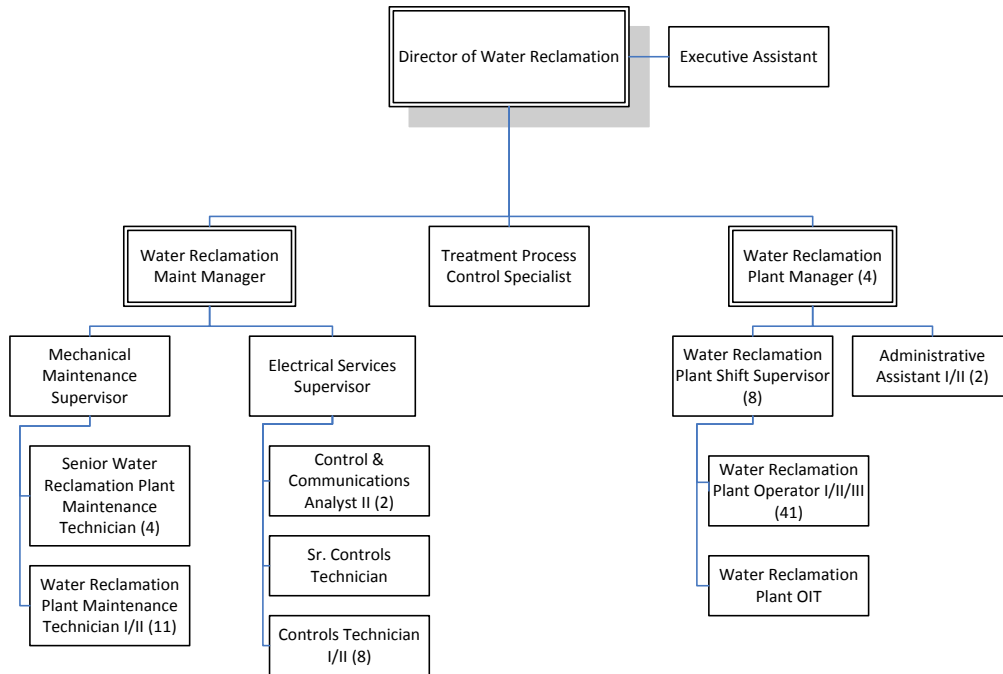 Director of Water Reclamation
Executive Assistant
Water Reclamation
Maint Manager
Treatment Process
Control Specialist
Water Reclamation
Plant Manager (4)
Mechanical
Maintenance
Supervisor
Electrical Services
Supervisor
Water Reclamation
Plant Shift Supervisor
(8)
Administrative
Assistant I/II (2)
Senior Water
Reclamation Plant
Maintenance
Technician (4)
Water Reclamation
Plant Maintenance
Technician I/II (11)
Control &
Communications
Analyst II (2)
Sr. Controls
Technician
Controls Technician
I/II (8)
Water Reclamation
Plant Operator I/II/III
(41)
Water Reclamation
Plant OIT